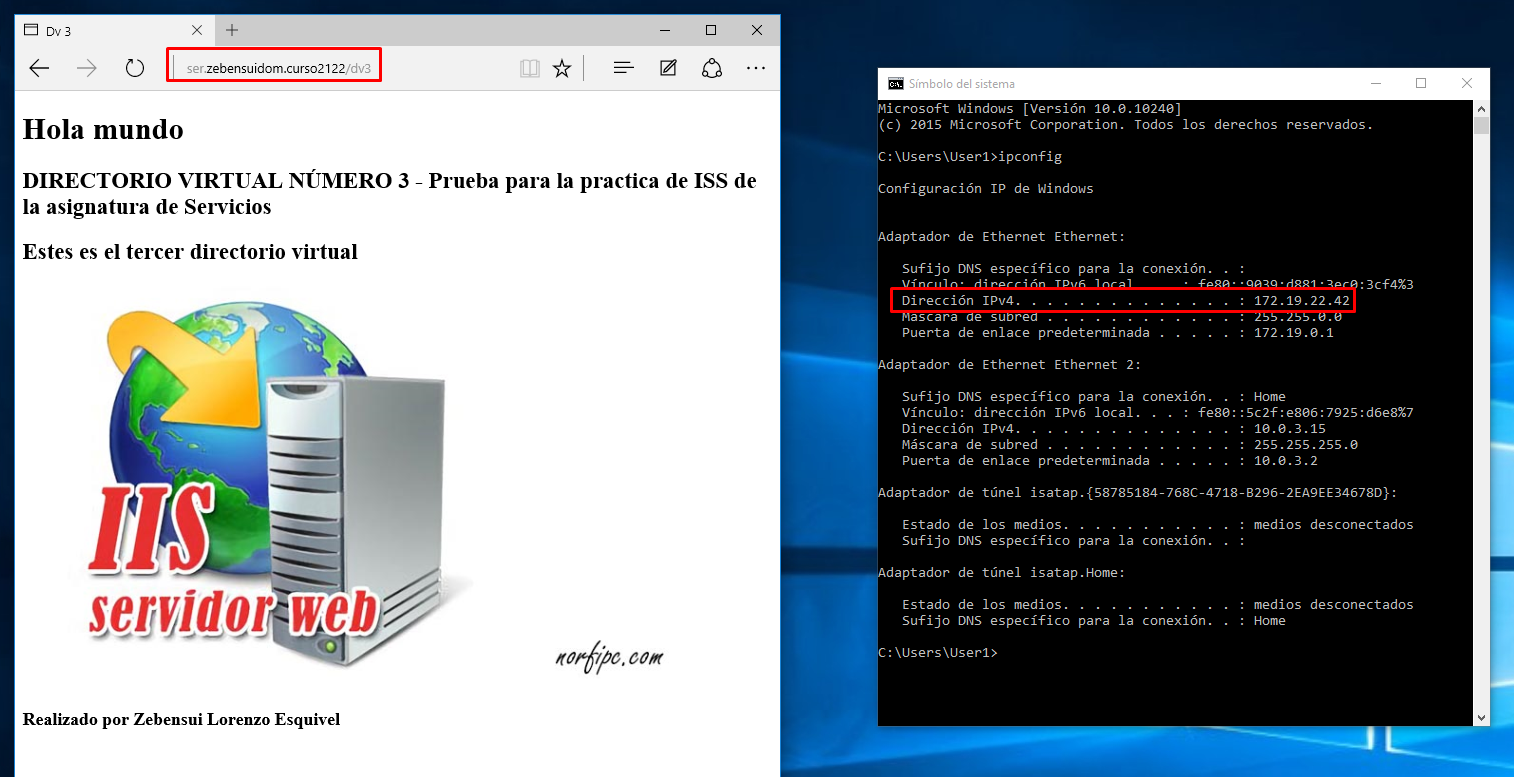 Dv 3
ser.zebensuidom.curso2122/dv3
Hola mundo
DIRECTORIO VIRTUAL NÚMERO 3 - Prueba para la practica de ISS de
la asignatura de Servicios
Estes es el tercer directorio virtual
IIS
servidor web
norfipc.com
Realizado por Zebensui Lorenzo Esquivel
Símbolo del sistema
Microsoft Windows [Versión 10.0.10240]
(c) 2015 Microsoft Corporation. Todos los derechos reservados.
C:\Users\User1>ipconfig
Configuración IP de Windows
Adaptador de Ethernet Ethernet:
Sufijo DNS específico para la conexión. . :
Vínculo: dirección IPv6 local. . . : fe80::9039:d881:3ec0:3cf4%3
Dirección IPv4. . . . . . . . . . . . . . : 172.19.22.42
Máscara de subred . . . . . . . . . . . . : 255.255.0.0
Puerta de enlace predeterminada . . . . . : 172.19.0.1
Adaptador de Ethernet Ethernet 2:
Sufijo DNS específico para la conexión. . : Home
Vínculo: dirección IPv6 local. . . : fe80::5c2f:e806:7925:d6e8%7
Dirección IPv4. . . . . . . . . . . . . . : 10.0.3.15
Máscara de subred . . . . . . . . . . . . : 255.255.255.0
Puerta de enlace predeterminada . . . . . : 10.0.3.2
Adaptador de túnel isatap.{58785184-768C-4718-B296-2EA9EE34678D}:
Estado de los medios. . . . . . . . . . . : medios desconectados
Sufijo DNS específico para la conexión. . :
Adaptador de túnel isatap.Home:
Estado de los medios. . . . . . . . . . . : medios desconectados
Sufijo DNS específico para la conexión. . : Home
C:\Users\User1>